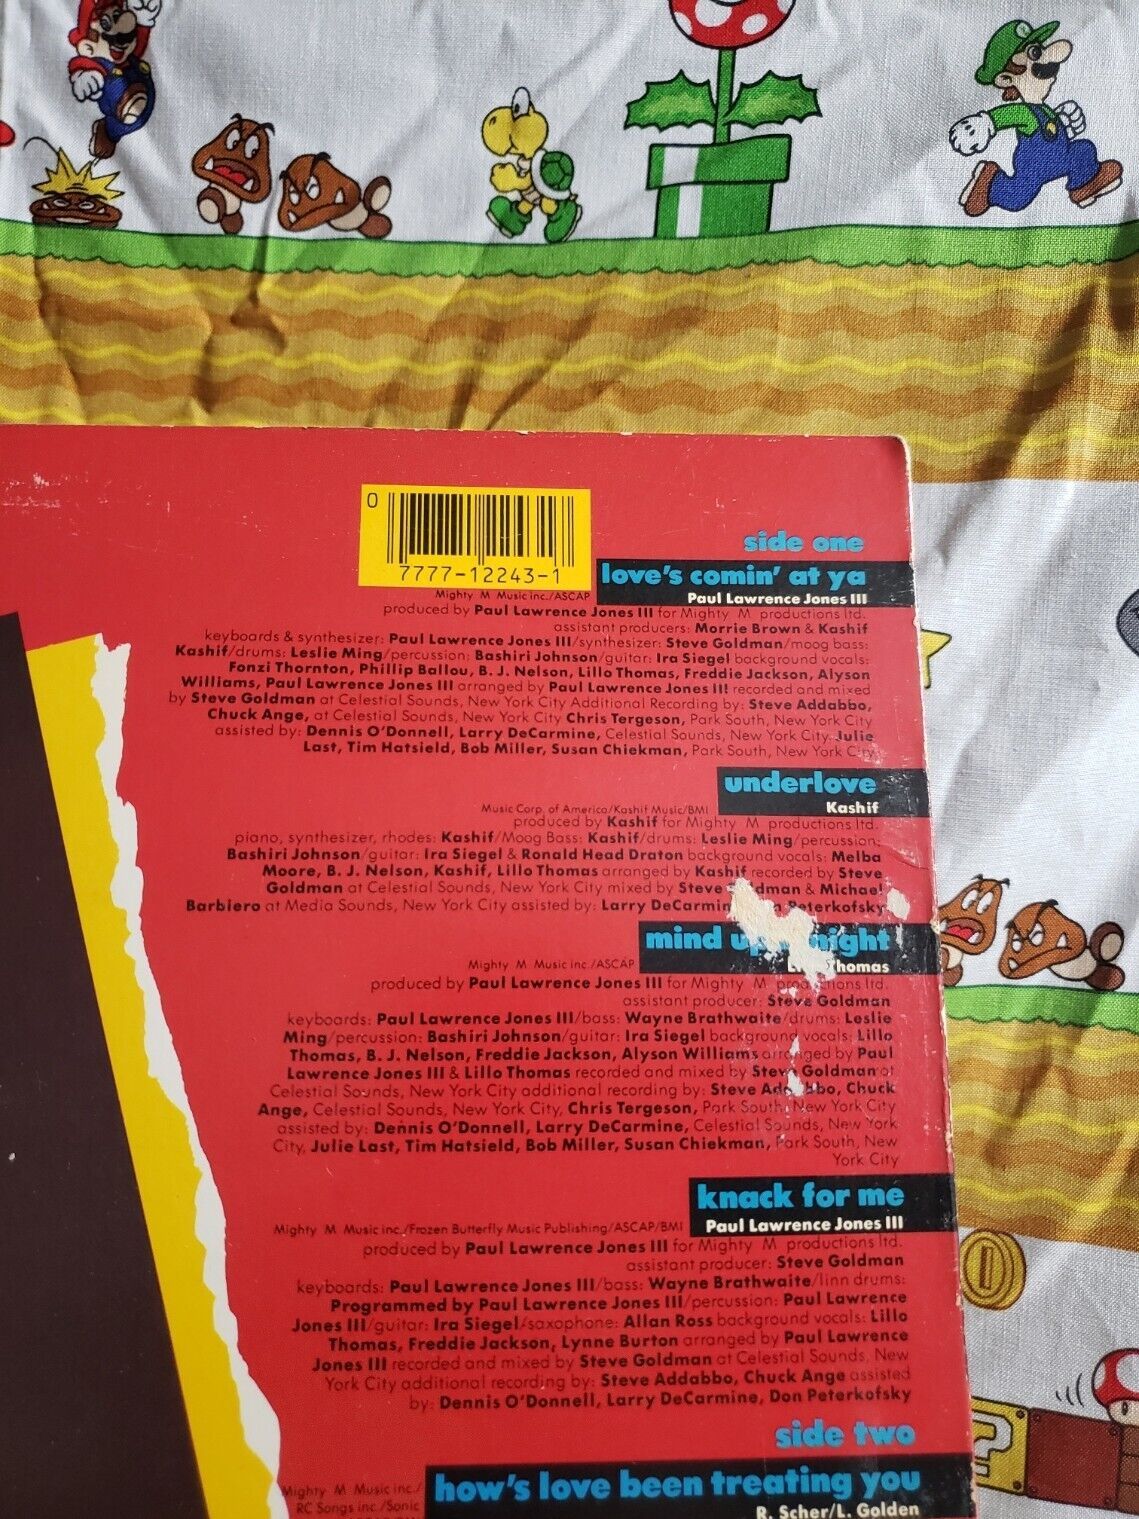 0
7777-12243-1
side one
love's comin' at ya
Paul Lawrence Jones III
Mighty M Music inc./ASCAP
produced by Paul Lawrence Jones III for Mighty M productions ltd.
assistant producers: Morrie Brown & Kashif
keyboards & synthesizer: Paul Lawrence Jones III/synthesizer: Steve Goldman/moog bass:
Kashif/drums: Leslie Ming/percussion: Bashiri Johnson/guitar: Ira Siegel background vocals:
Fonzi Thornton, Phillip Ballou, B. J. Nelson, Lillo Thomas, Freddie Jackson, Alyson
Williams, Paul Lawrence Jones III arranged by Paul Lawrence Jones III recorded and mixed
by Steve Goldman at Celestial Sounds, New York City Additional Recording by: Steve Addabbo,
Chuck Ange, at Celestial Sounds, New York City Chris Tergeson, Park South, New York City
assisted by: Dennis O'Donnell, Larry DeCarmine, Celestial Sounds, New York City Julie
Last, Tim Hatsield, Bob Miller, Susan Chiekman, Park South, New York City
underlove
Kashif
Music Corp. of America/Kashif Music/BMI
produced by Kashif for Mighty M productions ltd.
piano, synthesizer, rhodes: Kashif/Moog Bass: Kashif/drums: Leslie Ming/percussion:
Bashiri Johnson/guitar: Ira Siegel & Ronald Head Draton background vocals: Melba
Moore, B. J. Nelson, Kashif, Lillo Thomas arranged by Kashif recorded by Steve
Goldman at Celestial Sounds, New York City mixed by Steve & Michael
Barbiero at Media Sounds, New York City assisted by: Larry Peterkofsky
mind night
Thomas
Mighty M Music inc./ASCAP
produced by Paul Lawrence Jones III for Mighty M productions ltd.
assistant producer: Steve Goldman
keyboards: Paul Lawrence Jones III/bass: Wayne Brathwaite/drums: Leslie
Ming/percussion: Bashiri Johnson/guitar: Ira Siegel background vocals: Lillo
Thomas, B. J. Nelson, Freddie Jackson, Alyson Williams arranged by Paul
Lawrence Jones III & Lillo Thomas recorded and mixed by Steve Goldman at
Celestial Sounds, New York City additional recording by: Steve Addabbo, Chuck
Ange, Celestial Sounds, New York City, Chris Tergeson, Park South, New York City
assisted by: Dennis O'Donnell, Larry DeCarmine, Celestial Sounds, New York
City, Julie Last, Tim Hatsield, Bob Miller, Susan Chiekman, Park South, New
York City
knack for me
Paul Lawrence Jones III
Mighty M Music inc./Frozen Butterfly Music Publishing/ASCAP/BMI
produced by Paul Lawrence Jones III for Mighty M productions ltd.
assistant producer: Steve Goldman
keyboards: Paul Lawrence Jones III/bass: Wayne Brathwaite/linn drums:
Programmed by Paul Lawrence Jones III/percussion: Paul Lawrence
Jones III/guitar: Ira Siegel/saxophone: Allan Ross background vocals: Lillo
Thomas, Freddie Jackson, Lynne Burton arranged by Paul Lawrence
Jones III recorded and mixed by Steve Goldman at Celestial Sounds, New
York City additional recording by: Steve Addabbo, Chuck Ange assisted
by: Dennis O'Donnell, Larry DeCarmine, Don Peterkofsky
side two
how's love been treating you
R. Scher/L. Golden
Mighty M Music inc./
RC Songs inc./Sonic